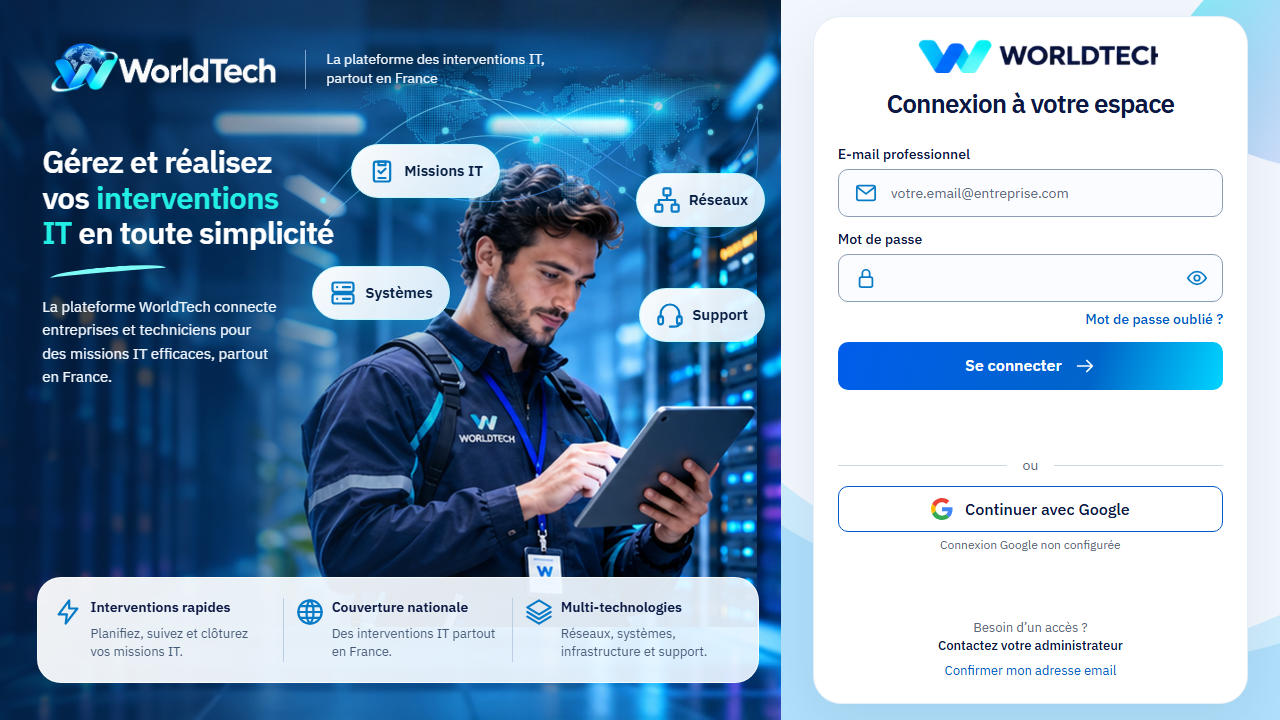 WorldTech
La plateforme des interventions IT,
partout en France
Gérez et réalisez
vos interventions
IT en toute simplicité
La plateforme WorldTech connecte
entreprises et techniciens pour
des missions IT efficaces, partout
en France.
Missions IT
Réseaux
Systèmes
Support
W
WORLDTECH
W
Interventions rapides
Planifiez, suivez et clôturez
vos missions IT.
Couverture nationale
Des interventions IT partout
en France.
Multi-technologies
Réseaux, systèmes,
infrastructure et support.
WORLDTECH
Connexion à votre espace
E-mail professionnel
votre.email@entreprise.com
Mot de passe
Mot de passe oublié ?
Se connecter
ou
Continuer avec Google
Connexion Google non configurée
Besoin d’un accès ?
Contactez votre administrateur
Confirmer mon adresse email